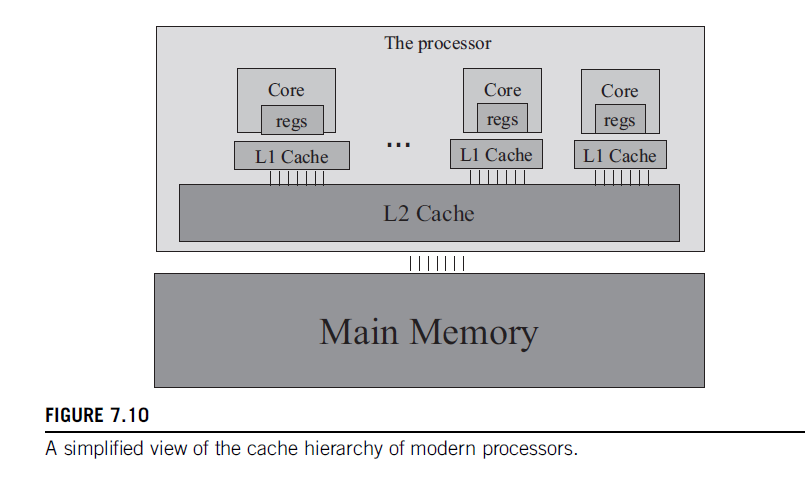 The processor
Core
Core
Core
regs
regs
regs
...
L1 Cache
L1 Cache
L1 Cache
L2 Cache
Main Memory
FIGURE 7.10
A simplified view of the cache hierarchy of modern processors.